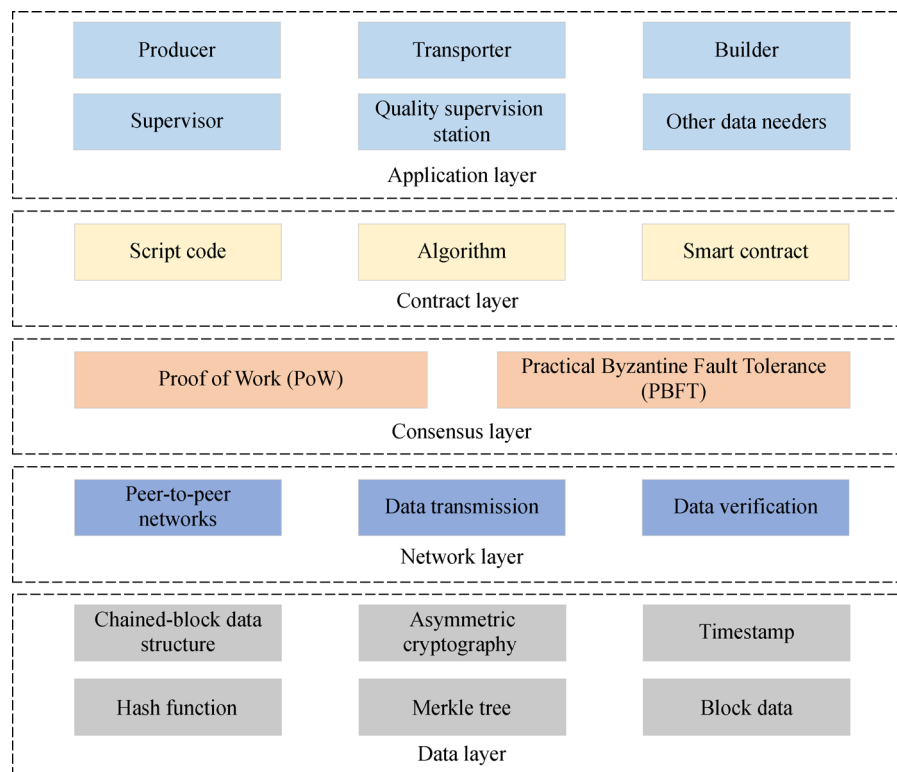 Producer
Transporter
Builder
Supervisor
Quality supervision
station
Other data needers
Application layer
Script code
Algorithm
Smart contract
Contract layer
Proof of Work (PoW)
Practical Byzantine Fault Tolerance
(PBFT)
Consensus layer
Peer-to-peer
networks
Data transmission
Data verification
Network layer
Chained-block data
structure
Asymmetric
cryptography
Timestamp
Hash function
Merkle tree
Block data
Data layer